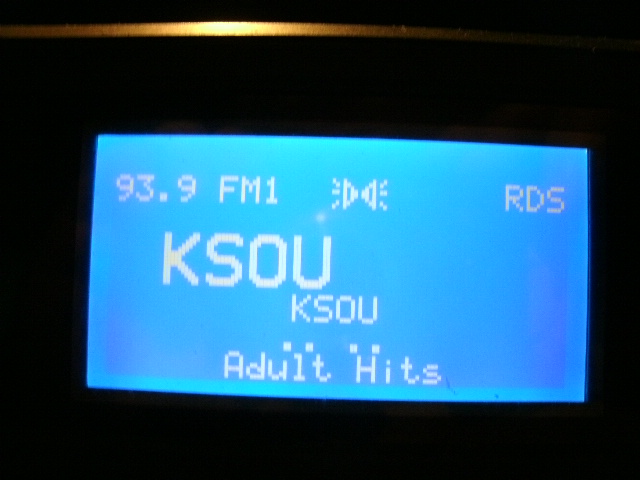 93.9 FM1 RDS
KSOU
KSOU
Adult Hits